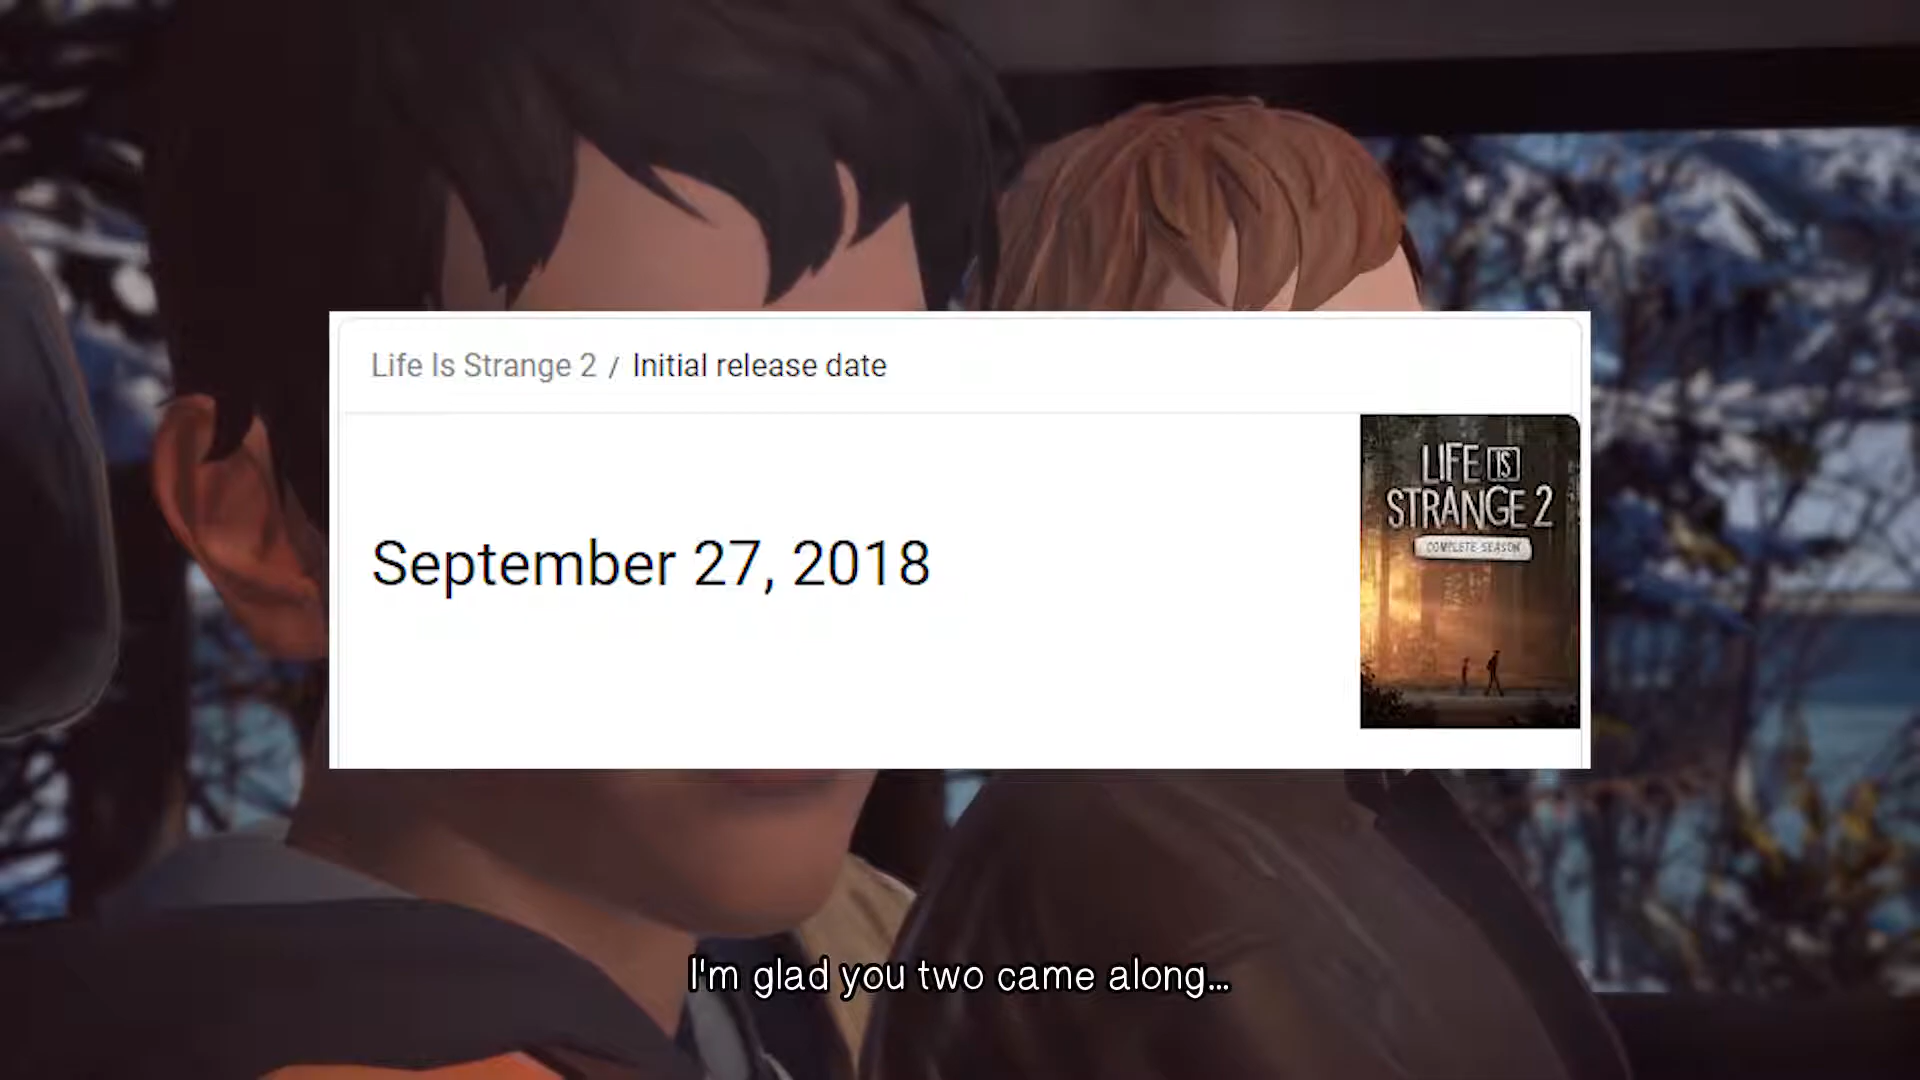 Life Is Strange 2 / Initial release date
LIFE IS
STRANGE 2
COMPLETE SEASON
September 27, 2018
I'm glad you two came along...